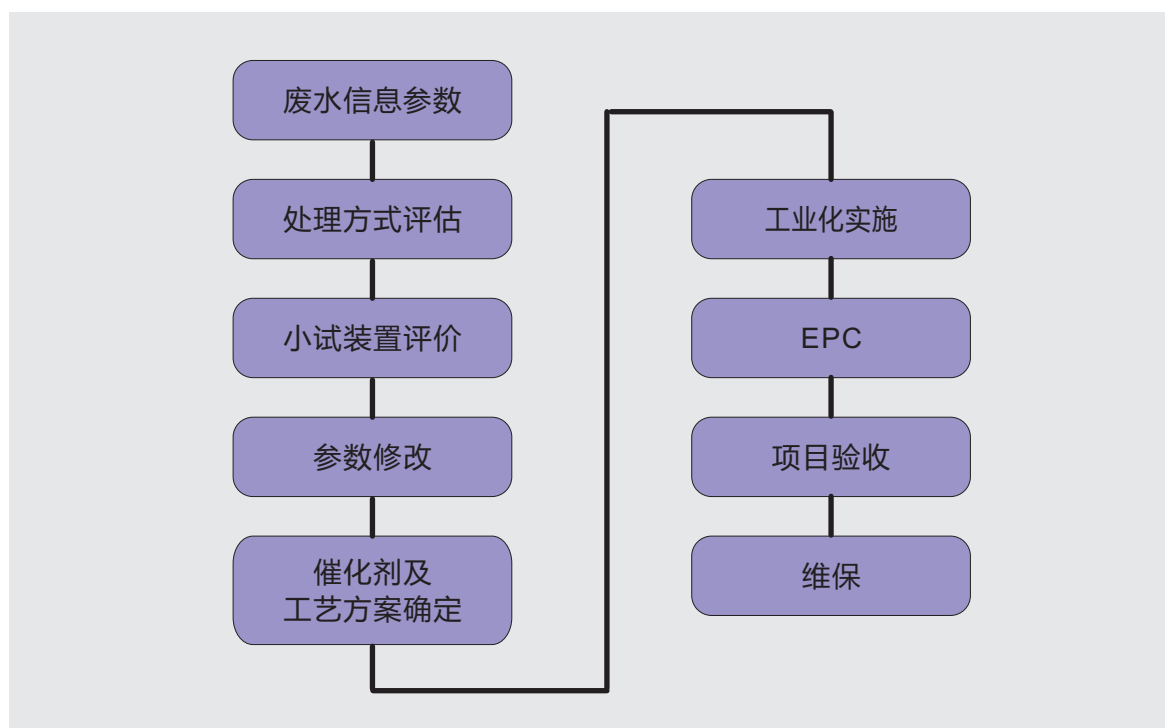 废水信息参数
处理方式评估
小试装置评价
参数修改
催化剂及
工艺方案确定
工业化实施
EPC
项目验收
维保